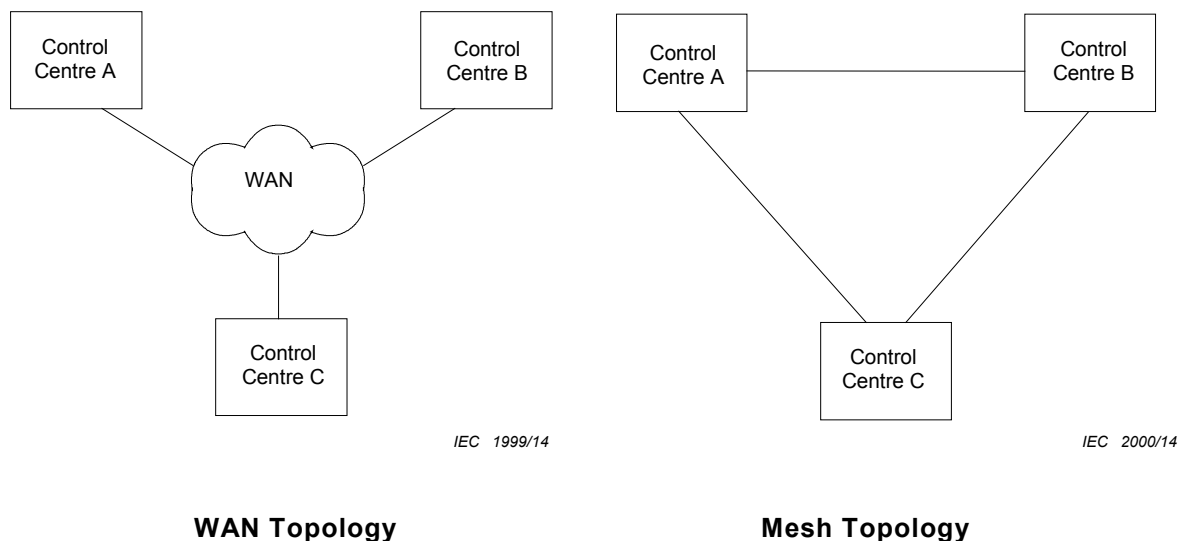 Control
Centre A
Control
Centre B
WAN
Control
Centre C
IEC 1999/14
WAN Topology
Control
Centre A
Control
Centre B
Control
Centre C
IEC 2000/14
Mesh Topology